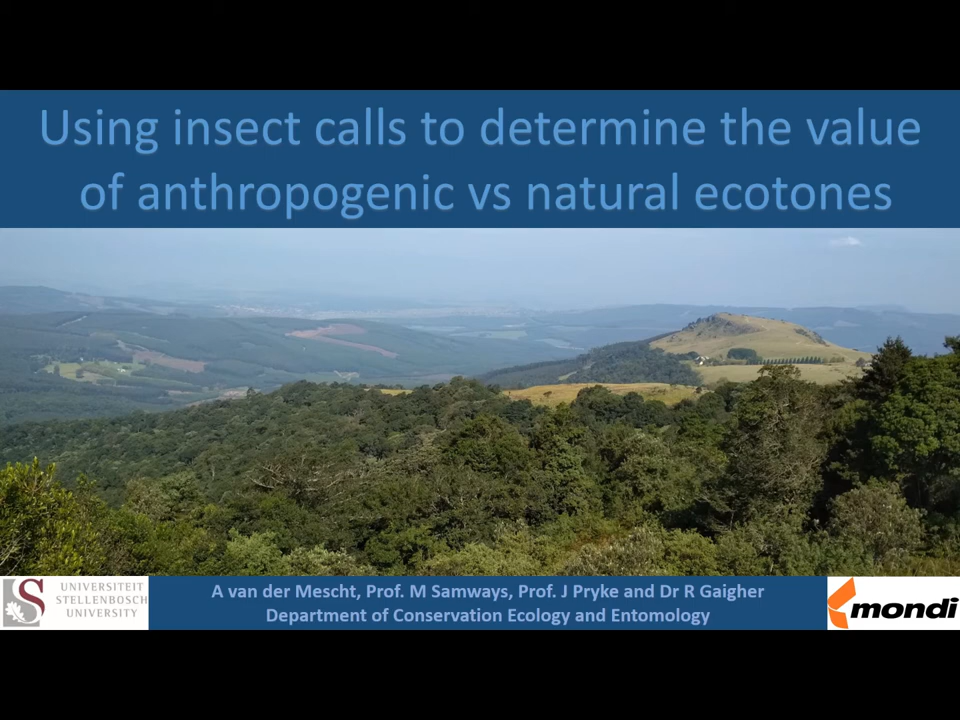 Using insect calls to determine the value
of anthropogenic vs natural ecotones
UNIVERSITEIT
STELLENBOSCH
UNIVERSITY
A van der Mescht, Prof. M Samways, Prof. J Pryke and Dr R Gaigher
Department of Conservation Ecology and Entomology
mondi